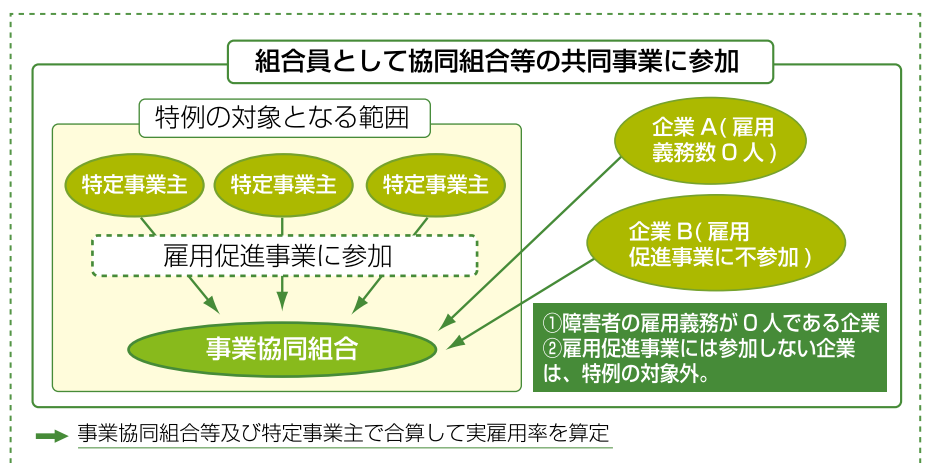 組合員として協同組合等の共同事業に参加
特例の対象となる範囲
特定事業主
特定事業主
特定事業主
雇用促進事業に参加
事業協同組合
企業A(雇用
義務数0人)
企業B(雇用
促進事業に不参加)
①障害者の雇用義務が0人である企業
②雇用促進事業には参加しない企業
は、特例の対象外。
事業協同組合等及び特定事業主で合算して実雇用率を算定